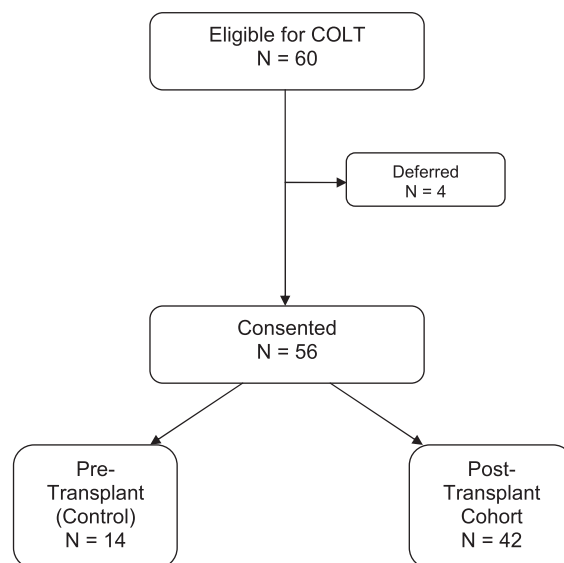 Eligible for COLT
N = 60
Deferred
N = 4
Consented
N = 56
Pre-
Transplant
(Control)
N = 14
Post-
Transplant
Cohort
N = 42